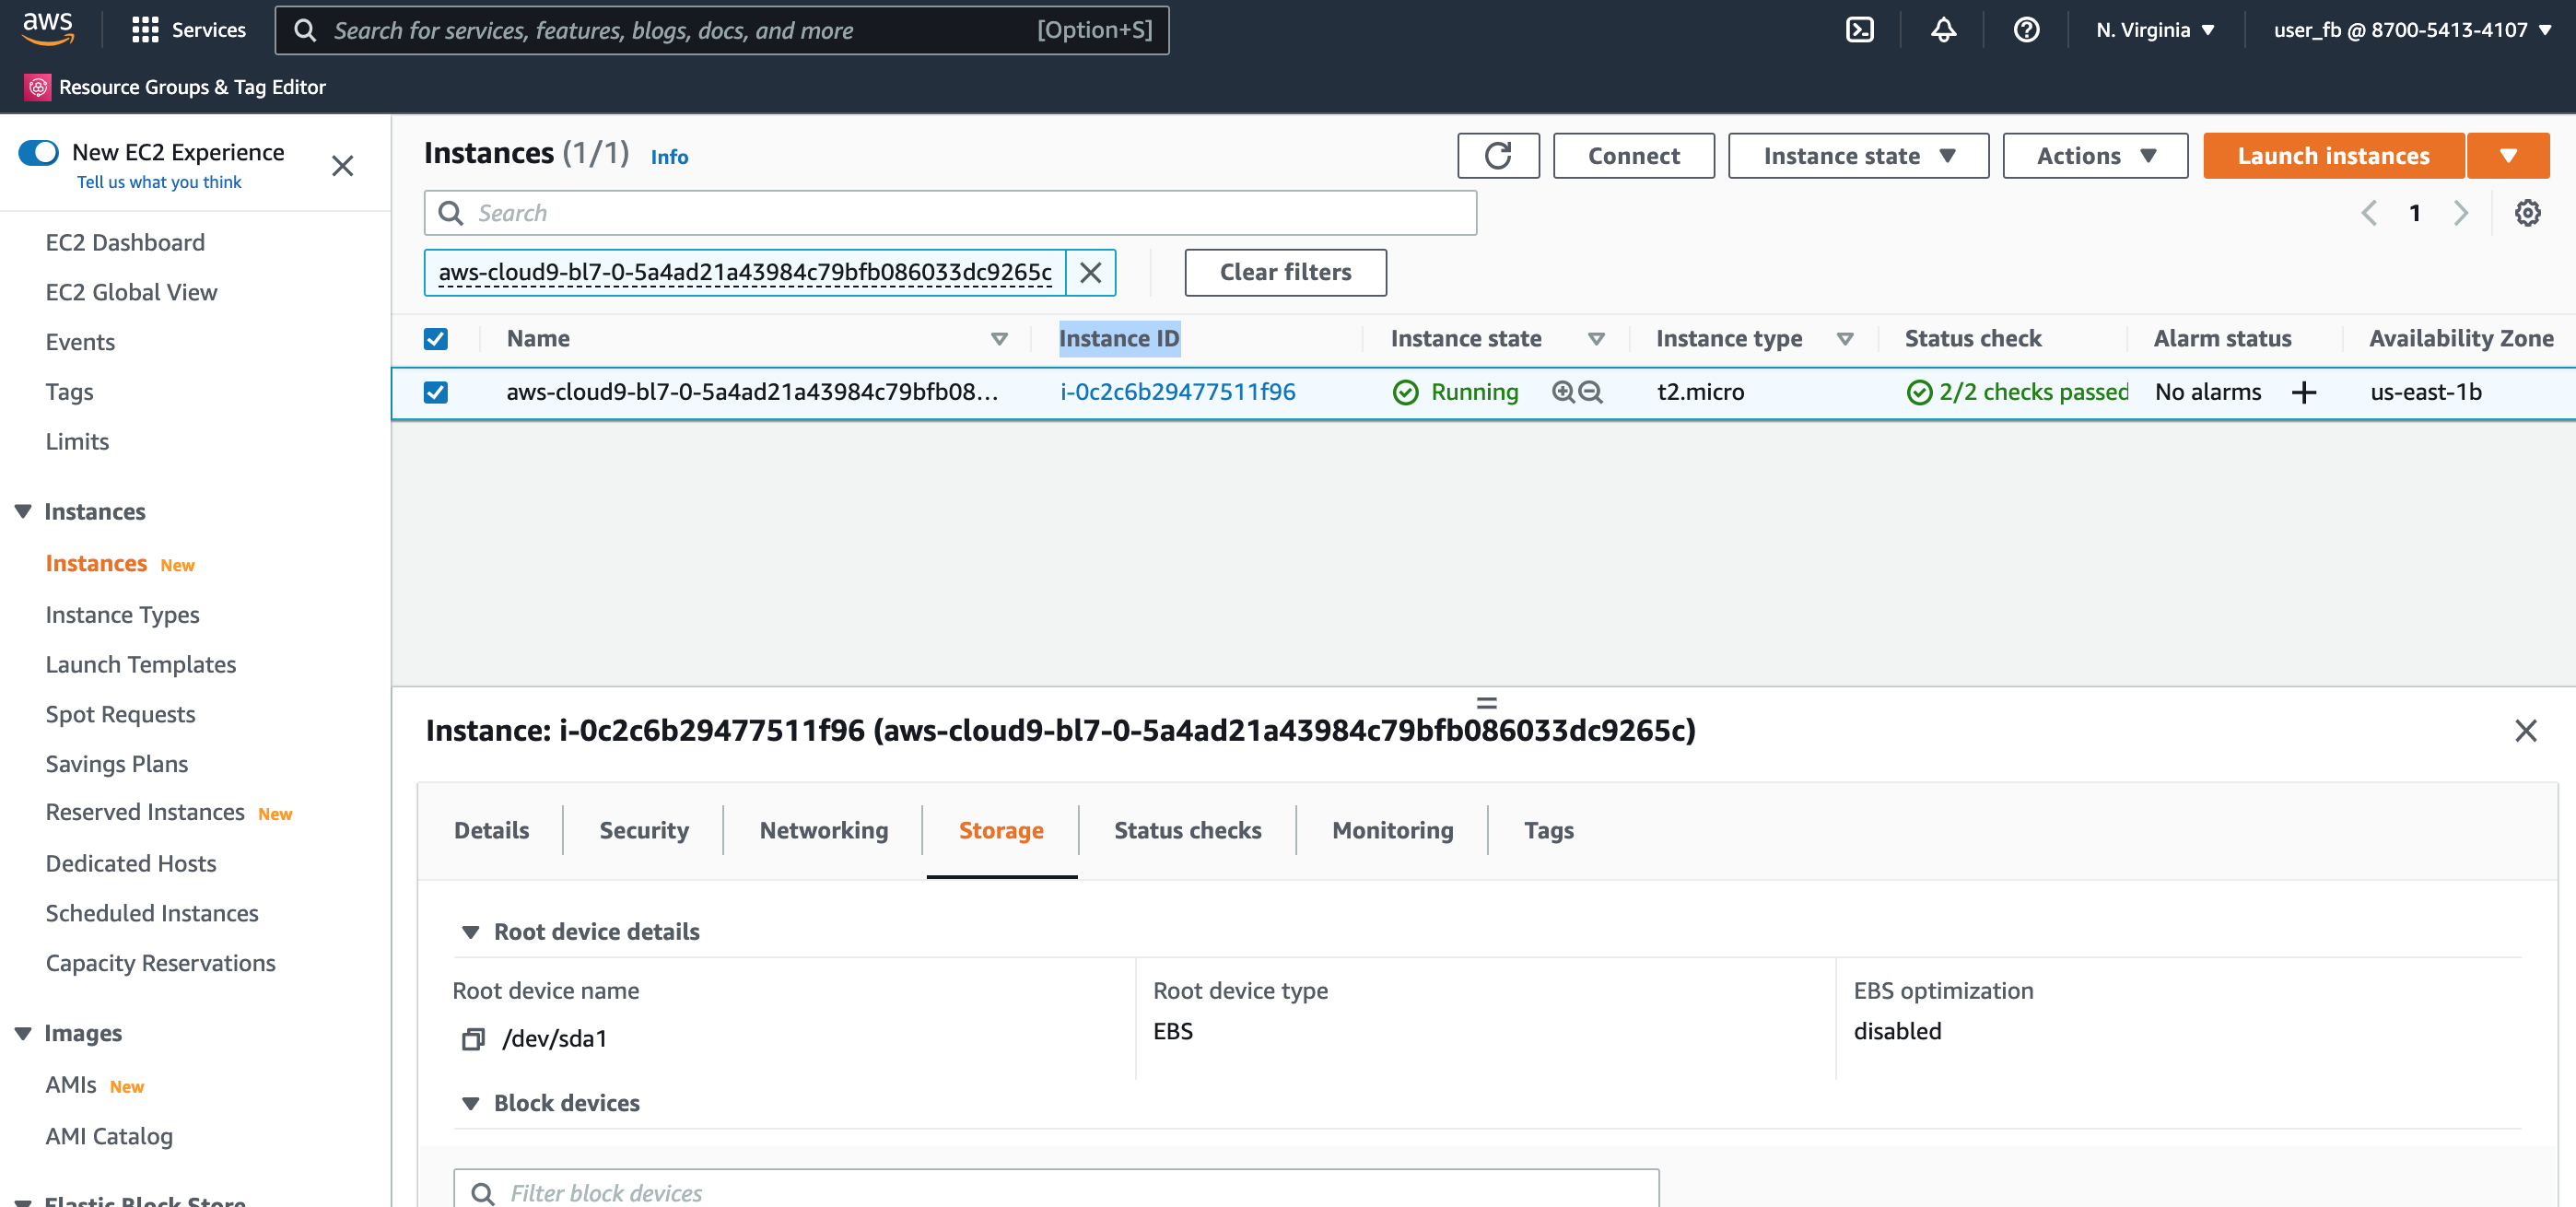 aws
Services
Search for services, features, blogs, docs, and more
[Option+S]
N. Virginia
user_fb @ 8700-5413-4107
Resource Groups & Tag Editor
New EC2 Experience
Tell us what you think
EC2 Dashboard
EC2 Global View
Events
Tags
Limits
Instances
Instances New
Instance Types
Launch Templates
Spot Requests
Savings Plans
Reserved Instances New
Dedicated Hosts
Scheduled Instances
Capacity Reservations
Images
AMIs New
AMI Catalog
Elastic Block Store
Instances (1/1) Info
Connect
Instance state
Actions
Launch instances
Search
1
aws-cloud9-bl7-0-5a4ad21a43984c79bfb086033dc9265c
Clear filters
Name Instance ID Instance state Instance type Status check Alarm status Availability Zone
aws-cloud9-bl7-0-5a4ad21a43984c79bfb08... i-0c2c6b29477511f96 Running t2.micro 2/2 checks passed No alarms + us-east-1b
Instance: i-0c2c6b29477511f96 (aws-cloud9-bl7-0-5a4ad21a43984c79bfb086033dc9265c)
Details Security Networking Storage Status checks Monitoring Tags
Root device details
Root device name
/dev/sda1
Root device type
EBS
EBS optimization
disabled
Block devices
Filter block devices